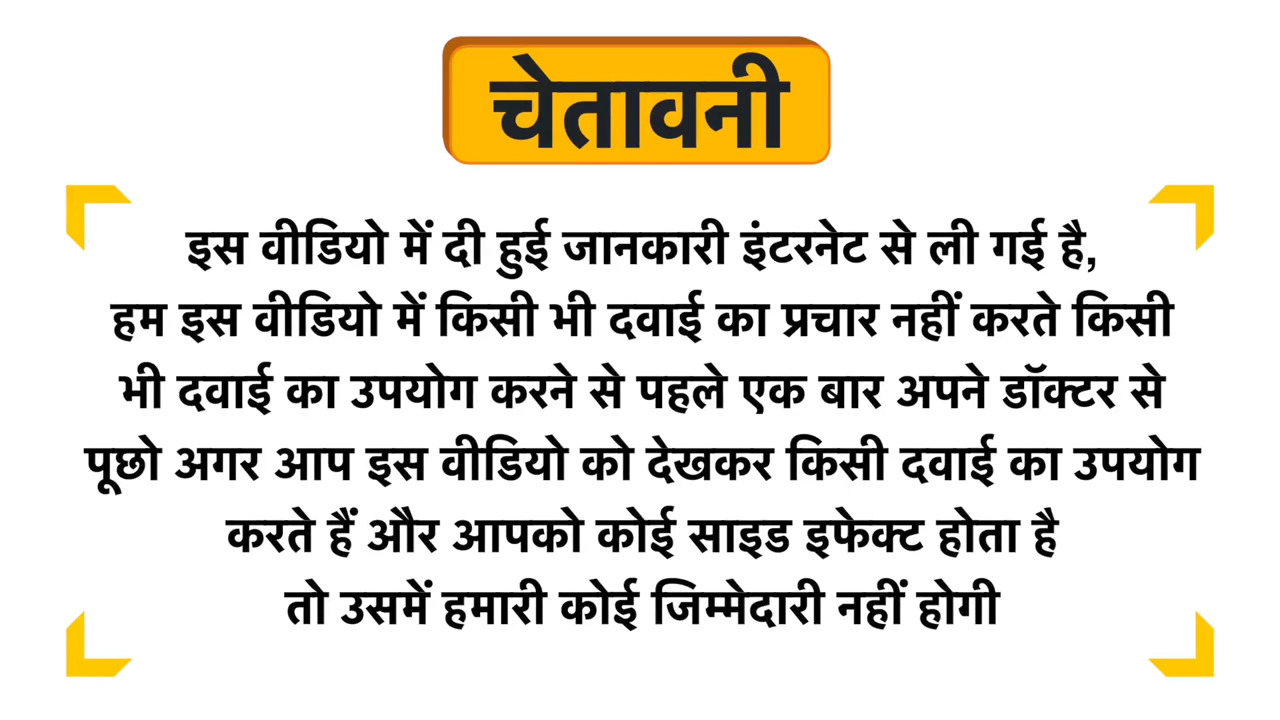 चेतावनी
इस वीडियो में दी हुई जानकारी इंटरनेट से ली गई है,
हम इस वीडियो में किसी भी दवाई का प्रचार नहीं करते किसी
भी दवाई का उपयोग करने से पहले एक बार अपने डॉक्टर से
पूछो अगर आप इस वीडियो को देखकर किसी दवाई का उपयोग
करते हैं और आपको कोई साइड इफेक्ट होता है
तो उसमें हमारी कोई जिम्मेदारी नहीं होगी